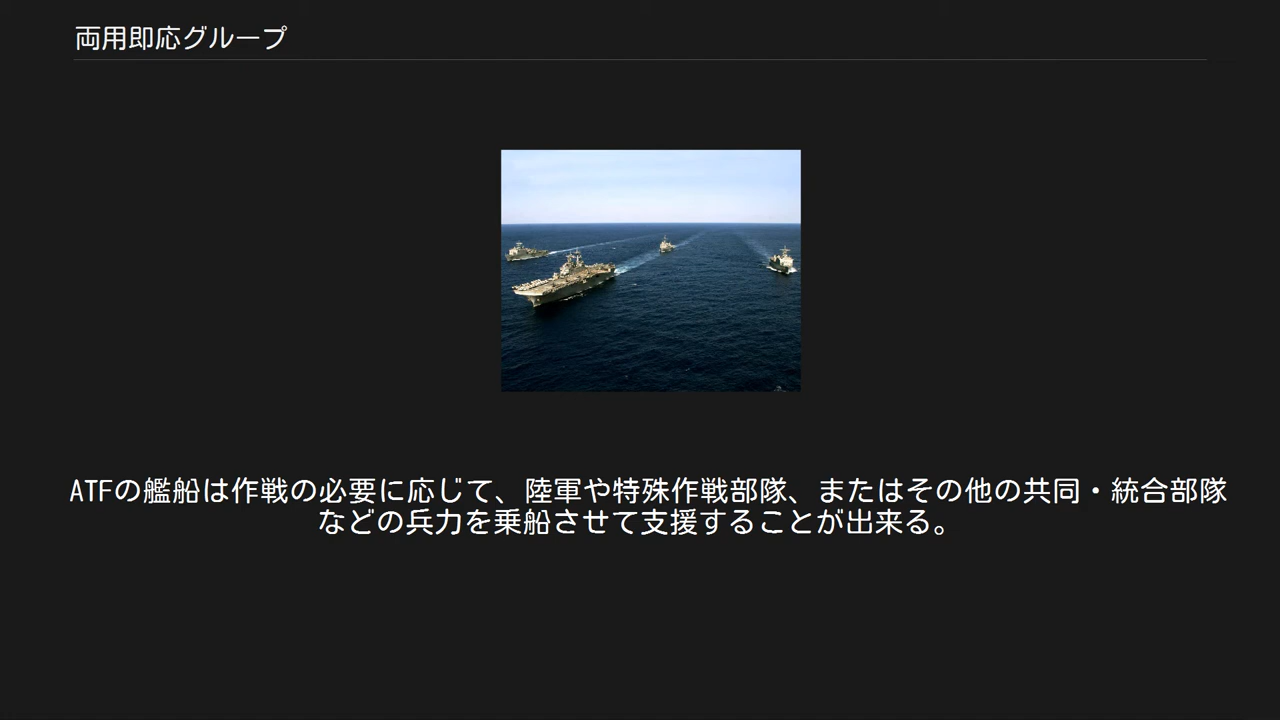 両用即応グループ
ATFの艦船は作戦の必要に応じて、陸軍や特殊作戦部隊、またはその他の共同・統合部隊
などの兵力を乗船させて支援することが出来る。